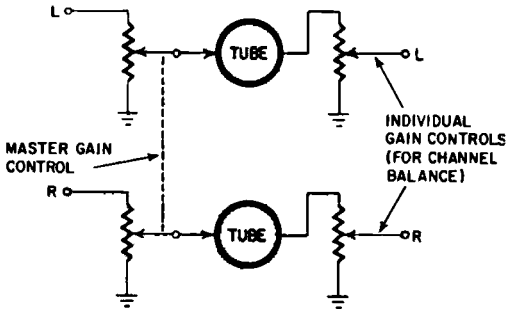 L
TUBE
L
MASTER GAIN
CONTROL
INDIVIDUAL
GAIN CONTROLS
(FOR CHANNEL
BALANCE)
R
TUBE
R